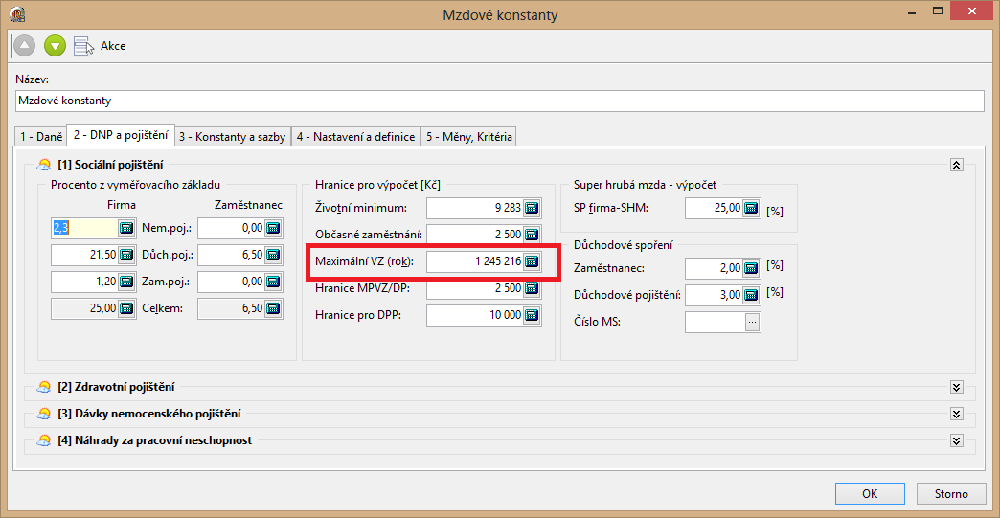 Mzdové konstanty
Akce
Název:
Mzdové konstanty
1 - Daně 2 - DNP a pojištění 3 - Konstanty a sazby 4 - Nastavení a definice 5 - Měny, Kritéria
[1] Sociální pojištění
Procento z vyměřovacího základu
Firma Zaměstnanec
2,3 Nem.poj.: 0,00
21,50 Důch.poj.: 6,50
1,20 Zam.poj.: 0,00
25,00 Celkem: 6,50
Hranice pro výpočet [Kč]
Životní minimum: 9 283
Občasné zaměstnání: 2 500
Maximální VZ (rok): 1 245 216
Hranice MPVZ/DP: 2 500
Hranice pro DPP: 10 000
Super hrubá mzda - výpočet
SP firma-SHM: 25,00 [%]
Důchodové spoření
Zaměstnanec: 2,00 [%]
Důchodové pojištění: 3,00 [%]
Číslo MS: ...
[2] Zdravotní pojištění
[3] Dávky nemocenského pojištění
[4] Náhrady za pracovní neschopnost
OK Storno